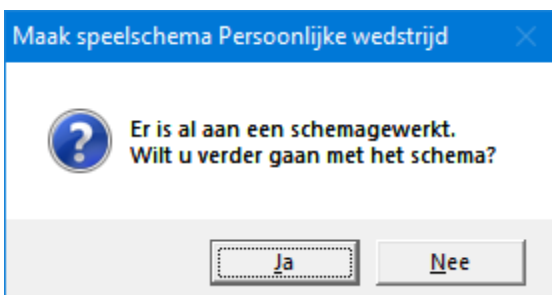 Maak speelschema Persoonlijke wedstrijd
Er is al aan een schemagewerkt.
Wilt u verder gaan met het schema?
Ja
Nee